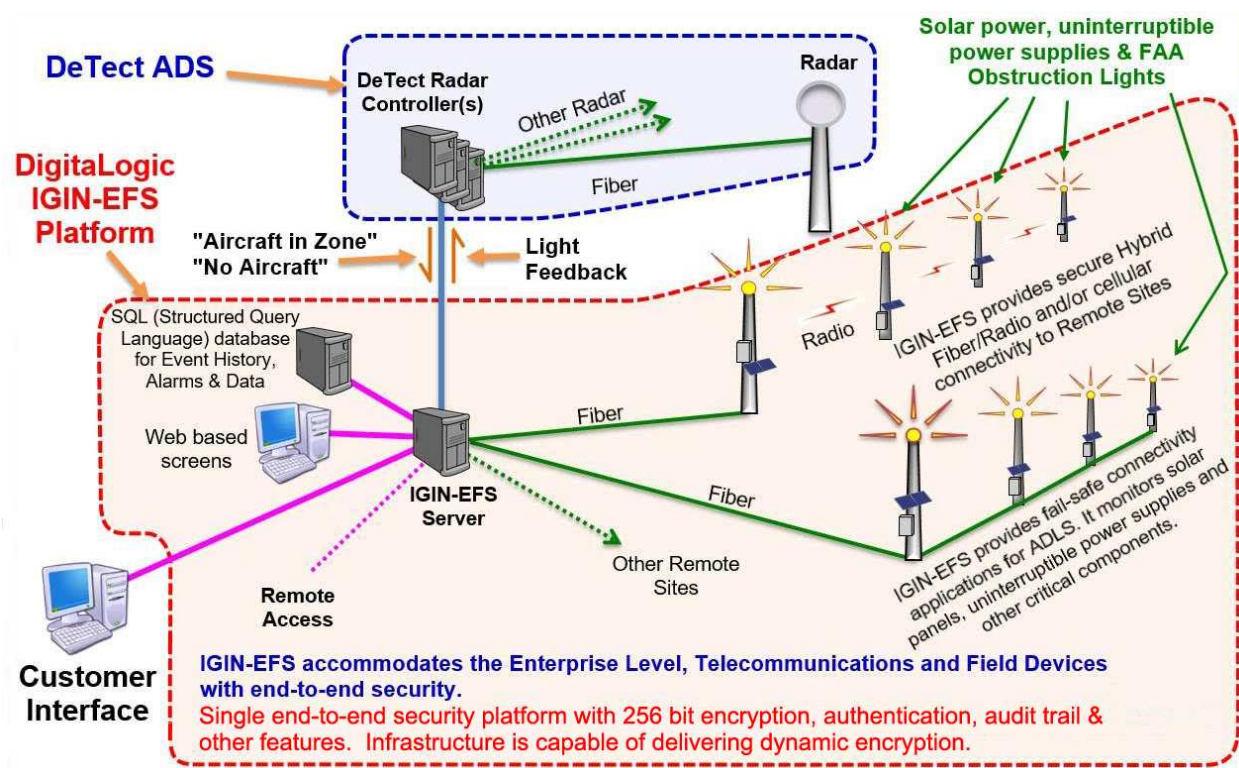 DeTect ADS
DeTect Radar
Controller(s)
Other Radar
Fiber
Radar
Solar power, uninterruptible
power supplies & FAA
Obstruction Lights
DigitaLogic
IGIN-EFS
Platform
"Aircraft in Zone"
"No Aircraft"
Light
Feedback
SQL (Structured Query
Language) database
for Event History,
Alarms & Data
Web based
screens
IGIN-EFS
Server
Fiber
Radio
IGIN-EFS provides secure Hybrid
Fiber/Radio and/or cellular
connectivity to Remote Sites
Fiber
IGIN-EFS provides fail-safe connectivity
applications for ADLS. It monitors solar
panels, uninterruptible power supplies and
other critical components.
Other Remote
Sites
Remote
Access
Customer
Interface
IGIN-EFS accommodates the Enterprise Level, Telecommunications and Field Devices
with end-to-end security.
Single end-to-end security platform with 256 bit encryption, authentication, audit trail &
other features. Infrastructure is capable of delivering dynamic encryption.